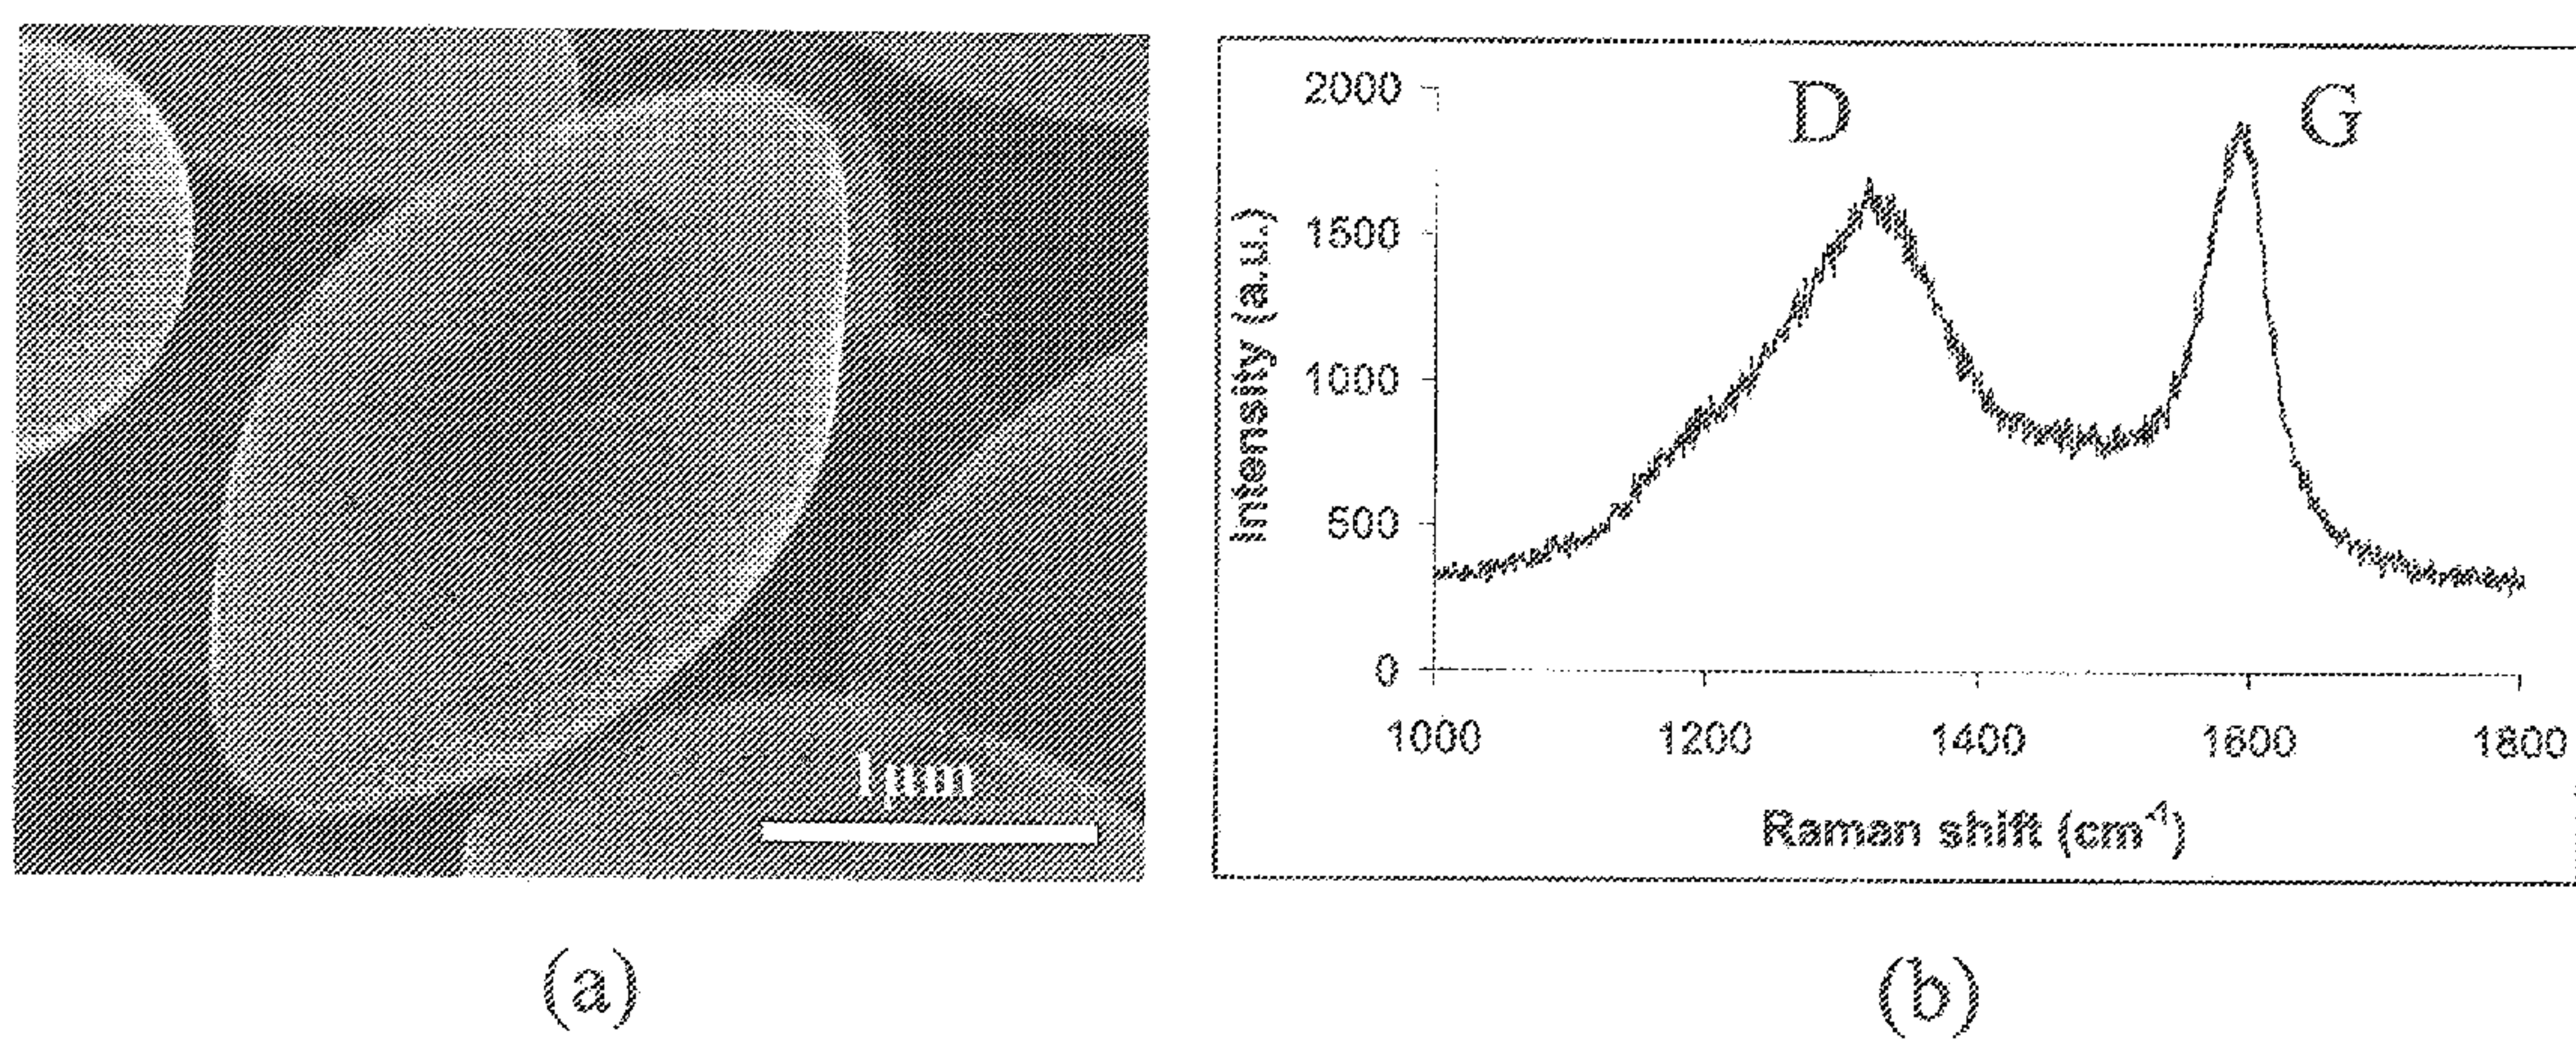 1μm
(a)
D
G
2000
1500
1000
500
0
Intensity (a.u.)
1000 1200 1400 1600 1800
Raman shift (cm⁻¹)
(b)